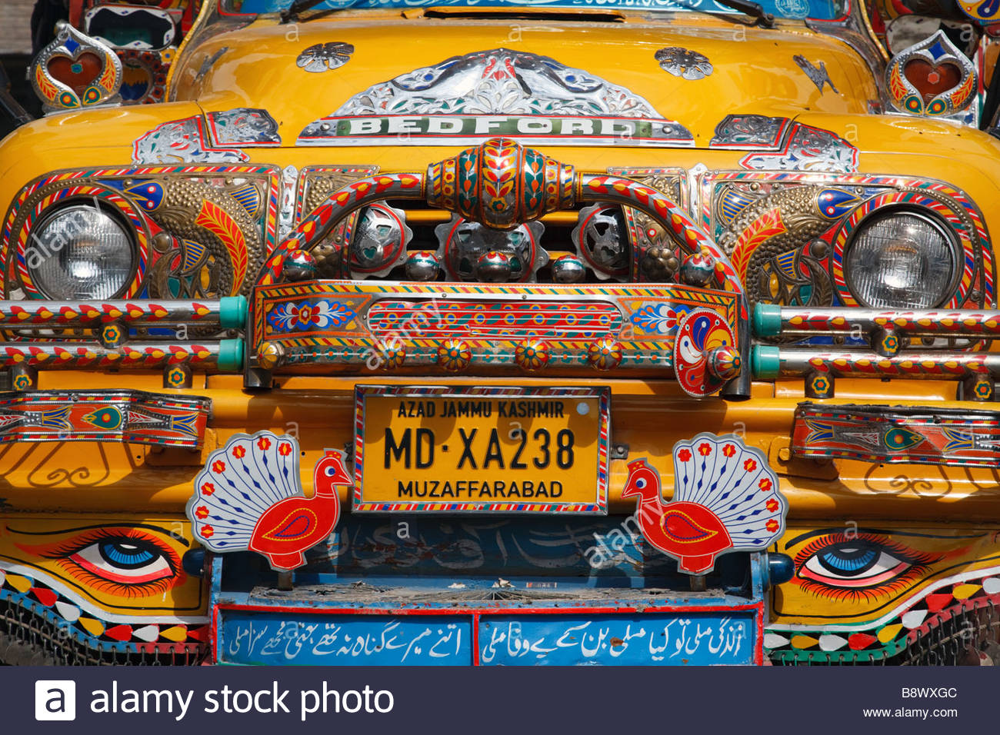 BEDFORD
AZAD JAMMU KASHMIR
MD·XA238
MUZAFFARABAD
زندگی ملی تو کیا ملی بن کے بے وفا ملی
اتنے میرے گناہ نہ تھے جتنی مجھے سزا ملی
alamy stock photo
B8WXGC
www.alamy.com